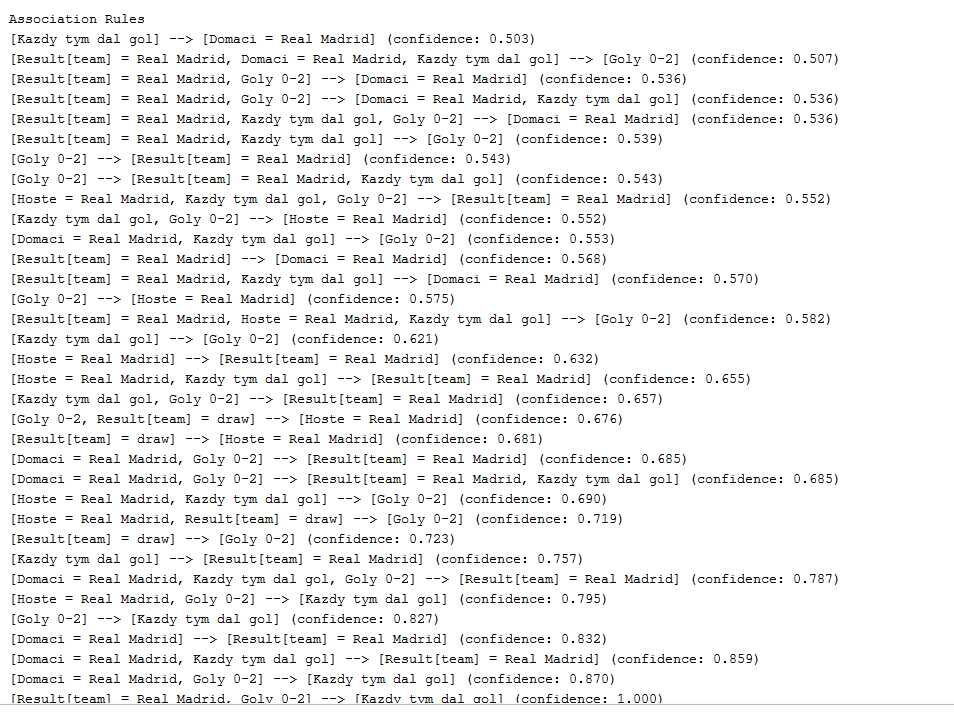 Association Rules
[Kazdy tym dal gol] --> [Domaci = Real Madrid] (confidence: 0.503)
[Result[team] = Real Madrid, Domaci = Real Madrid, Kazdy tym dal gol] --> [Goly 0-2] (confidence: 0.507)
[Result[team] = Real Madrid, Goly 0-2] --> [Domaci = Real Madrid] (confidence: 0.536)
[Result[team] = Real Madrid, Goly 0-2] --> [Domaci = Real Madrid, Kazdy tym dal gol] (confidence: 0.536)
[Result[team] = Real Madrid, Kazdy tym dal gol, Goly 0-2] --> [Domaci = Real Madrid] (confidence: 0.536)
[Result[team] = Real Madrid, Kazdy tym dal gol] --> [Goly 0-2] (confidence: 0.539)
[Goly 0-2] --> [Result[team] = Real Madrid] (confidence: 0.543)
[Goly 0-2] --> [Result[team] = Real Madrid, Kazdy tym dal gol] (confidence: 0.543)
[Hoste = Real Madrid, Kazdy tym dal gol, Goly 0-2] --> [Result[team] = Real Madrid] (confidence: 0.552)
[Kazdy tym dal gol, Goly 0-2] --> [Hoste = Real Madrid] (confidence: 0.552)
[Domaci = Real Madrid, Kazdy tym dal gol] --> [Goly 0-2] (confidence: 0.553)
[Result[team] = Real Madrid] --> [Domaci = Real Madrid] (confidence: 0.568)
[Result[team] = Real Madrid, Kazdy tym dal gol] --> [Domaci = Real Madrid] (confidence: 0.570)
[Goly 0-2] --> [Hoste = Real Madrid] (confidence: 0.575)
[Result[team] = Real Madrid, Hoste = Real Madrid, Kazdy tym dal gol] --> [Goly 0-2] (confidence: 0.582)
[Kazdy tym dal gol] --> [Goly 0-2] (confidence: 0.621)
[Hoste = Real Madrid] --> [Result[team] = Real Madrid] (confidence: 0.632)
[Hoste = Real Madrid, Kazdy tym dal gol] --> [Result[team] = Real Madrid] (confidence: 0.655)
[Kazdy tym dal gol, Goly 0-2] --> [Result[team] = Real Madrid] (confidence: 0.657)
[Goly 0-2, Result[team] = draw] --> [Hoste = Real Madrid] (confidence: 0.676)
[Result[team] = draw] --> [Hoste = Real Madrid] (confidence: 0.681)
[Domaci = Real Madrid, Goly 0-2] --> [Result[team] = Real Madrid] (confidence: 0.685)
[Domaci = Real Madrid, Goly 0-2] --> [Result[team] = Real Madrid, Kazdy tym dal gol] (confidence: 0.685)
[Hoste = Real Madrid, Kazdy tym dal gol] --> [Goly 0-2] (confidence: 0.690)
[Hoste = Real Madrid, Result[team] = draw] --> [Goly 0-2] (confidence: 0.719)
[Result[team] = draw] --> [Goly 0-2] (confidence: 0.723)
[Kazdy tym dal gol] --> [Result[team] = Real Madrid] (confidence: 0.757)
[Domaci = Real Madrid, Kazdy tym dal gol, Goly 0-2] --> [Result[team] = Real Madrid] (confidence: 0.787)
[Hoste = Real Madrid, Goly 0-2] --> [Kazdy tym dal gol] (confidence: 0.795)
[Goly 0-2] --> [Kazdy tym dal gol] (confidence: 0.827)
[Domaci = Real Madrid] --> [Result[team] = Real Madrid] (confidence: 0.832)
[Domaci = Real Madrid, Kazdy tym dal gol] --> [Result[team] = Real Madrid] (confidence: 0.859)
[Domaci = Real Madrid, Goly 0-2] --> [Kazdy tym dal gol] (confidence: 0.870)
[Result[team] = Real Madrid, Goly 0-2] --> [Kazdy tym dal gol] (confidence: 1.000)